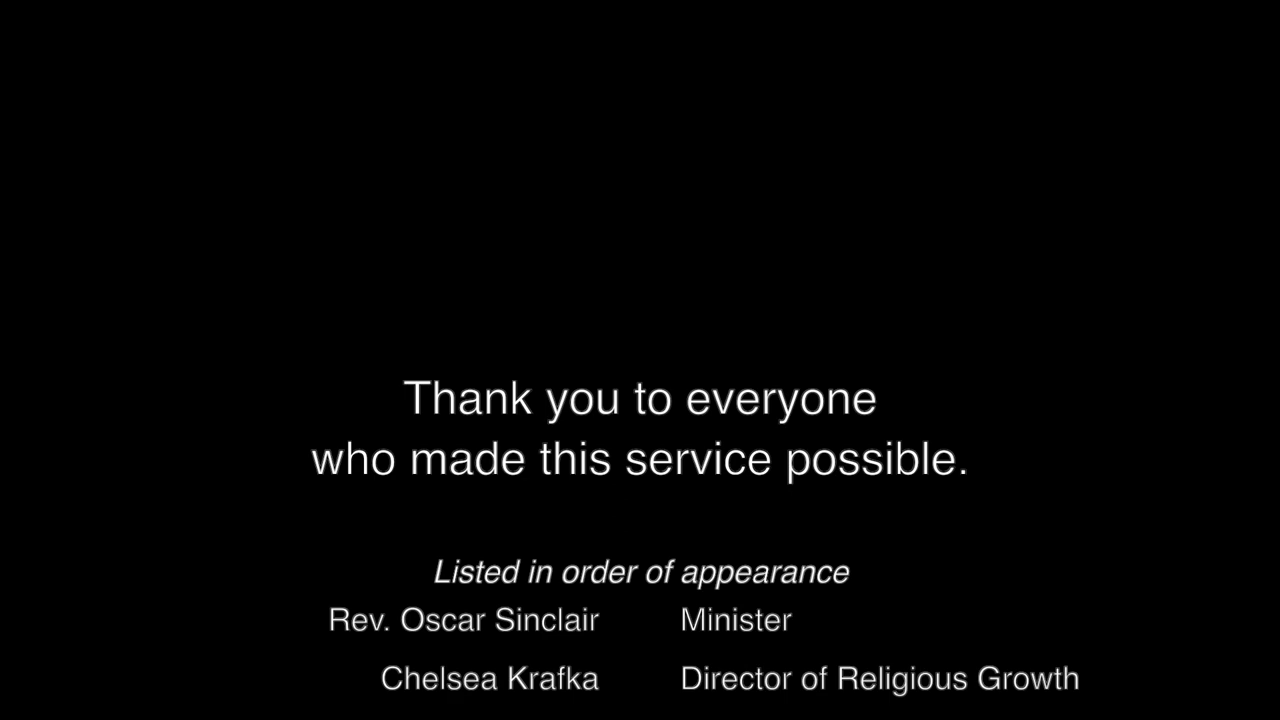 Thank you to everyone
who made this service possible.
Listed in order of appearance
Rev. Oscar Sinclair Minister
Chelsea Krafka Director of Religious Growth